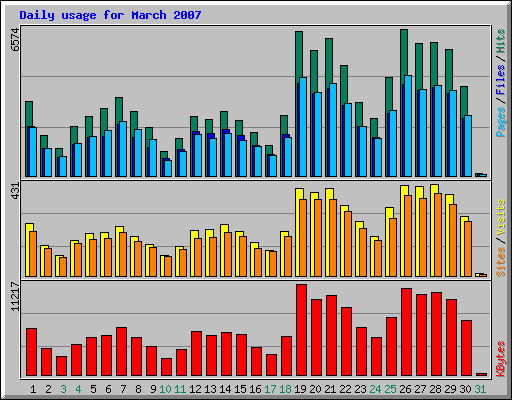 Daily usage for March 2007
6574
Pages / Files / Hits
431
Sites / Visits
11217
KBytes
1 2 3 4 5 6 7 8 9 10 11 12 13 14 15 16 17 18 19 20 21 22 23 24 25 26 27 28 29 30 31